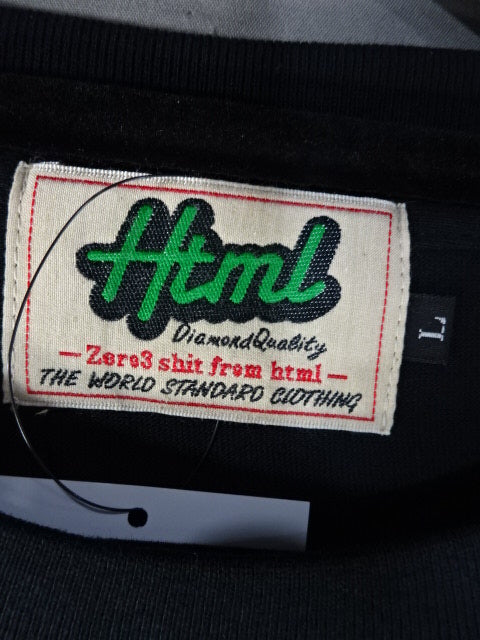 Html
DiamondQuality
— Zero3 shit from html —
THE WORLD STANDARD CLOTHING
L